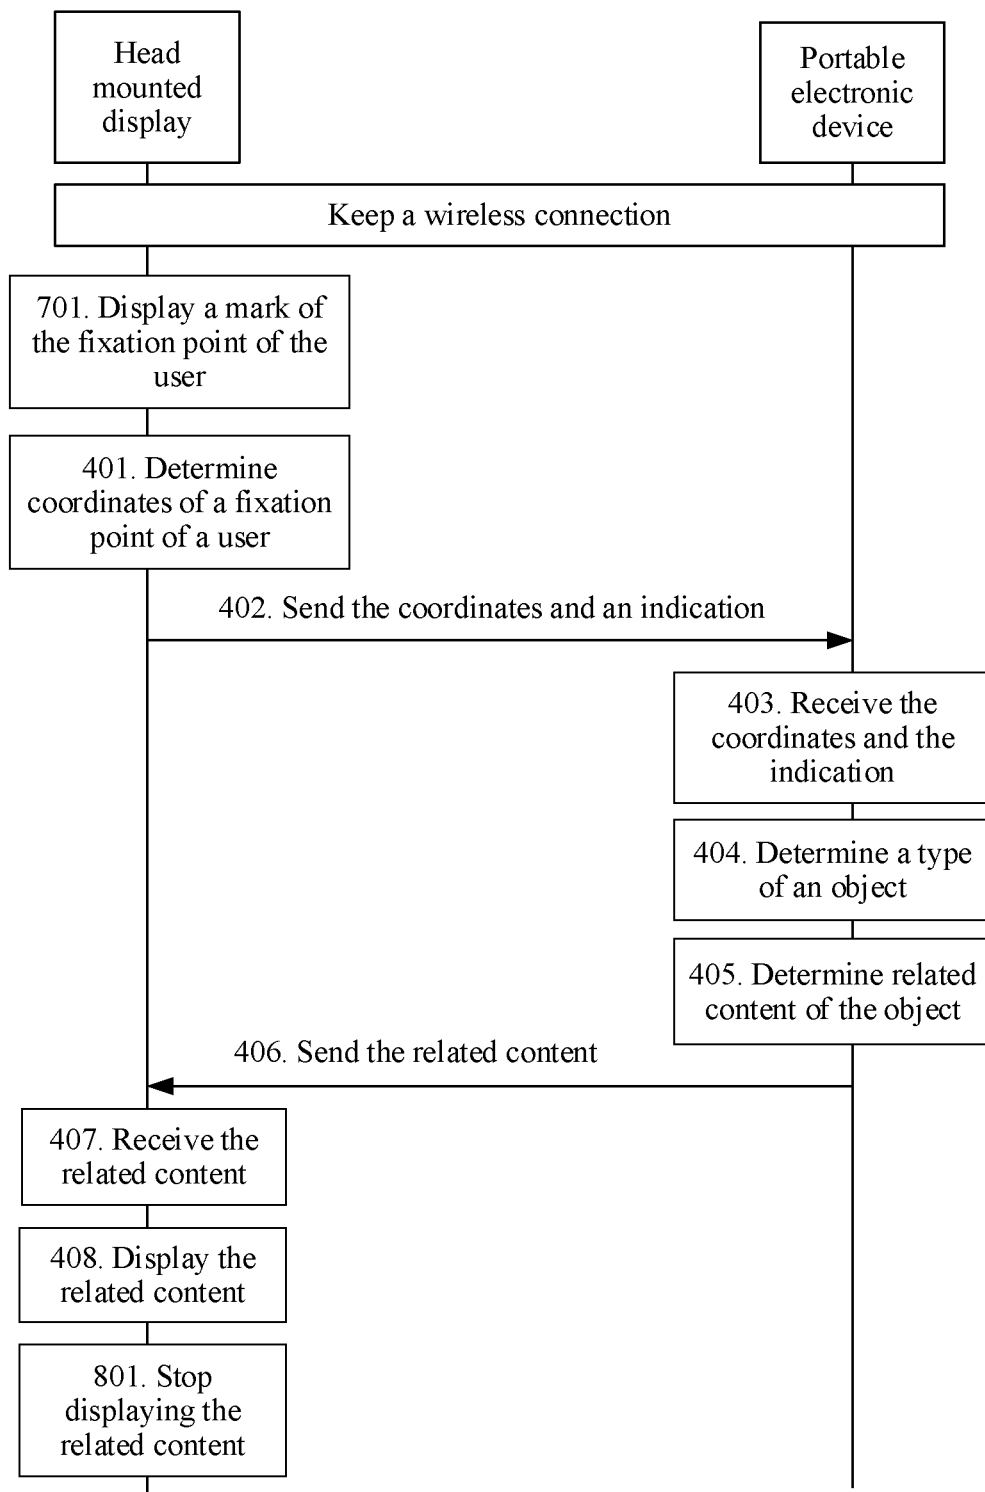 Head
mounted
display
Portable
electronic
device
Keep a wireless connection
701. Display a mark of
the fixation point of the
user
401. Determine
coordinates of a fixation
point of a user
402. Send the coordinates and an indication
403. Receive the
coordinates and the
indication
404. Determine a type
of an object
405. Determine related
content of the object
406. Send the related content
407. Receive the
related content
408. Display the
related content
801. Stop
displaying the
related content